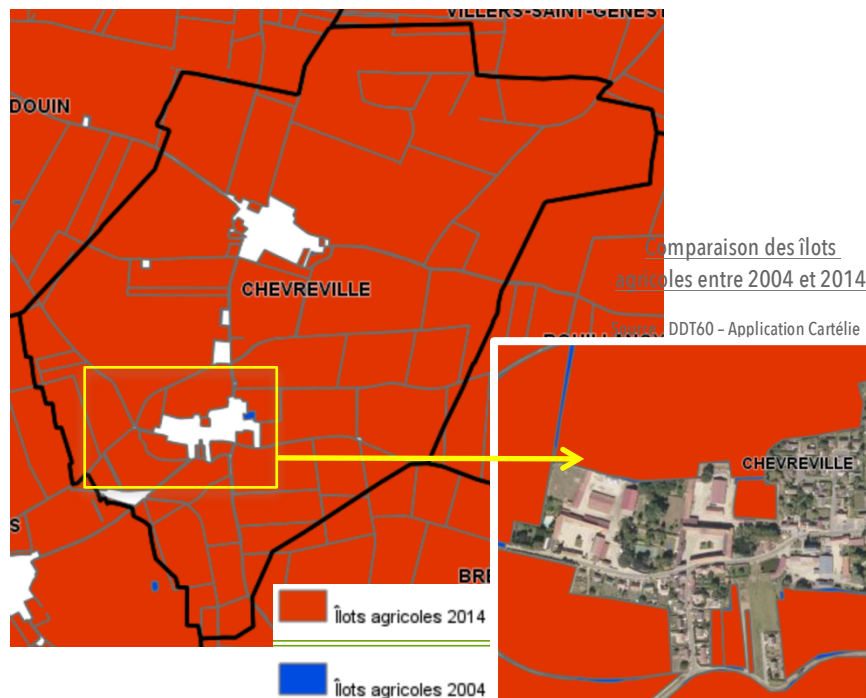 VILLERS-SAINT-GENEST
DOUIN
Comparaison des îlots
agricoles entre 2004 et 2014
CHEVREVILLE
Source : DDT60 – Application Cartélie
CHEVREVILLE
S
BRE
Îlots agricoles 2014
Îlots agricoles 2004